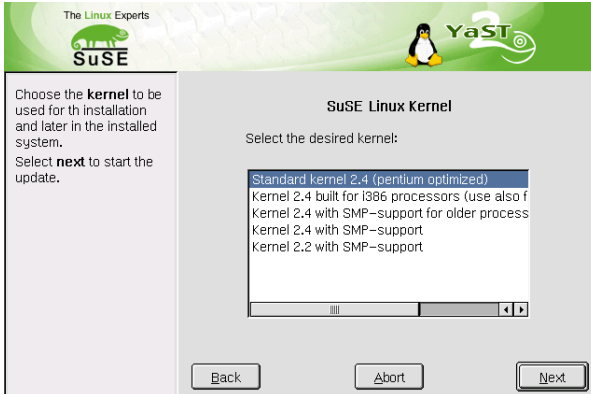 The Linux Experts
SuSE
YaST
2
Choose the kernel to be
used for th installation
and later in the installed
system.
Select next to start the
update.
SuSE Linux Kernel
Select the desired kernel:
Standard kernel 2.4 (pentium optimized)
Kernel 2.4 built for i386 processors (use also f
Kernel 2.4 with SMP-support for older process
Kernel 2.4 with SMP-support
Kernel 2.2 with SMP-support
Back
Abort
Next